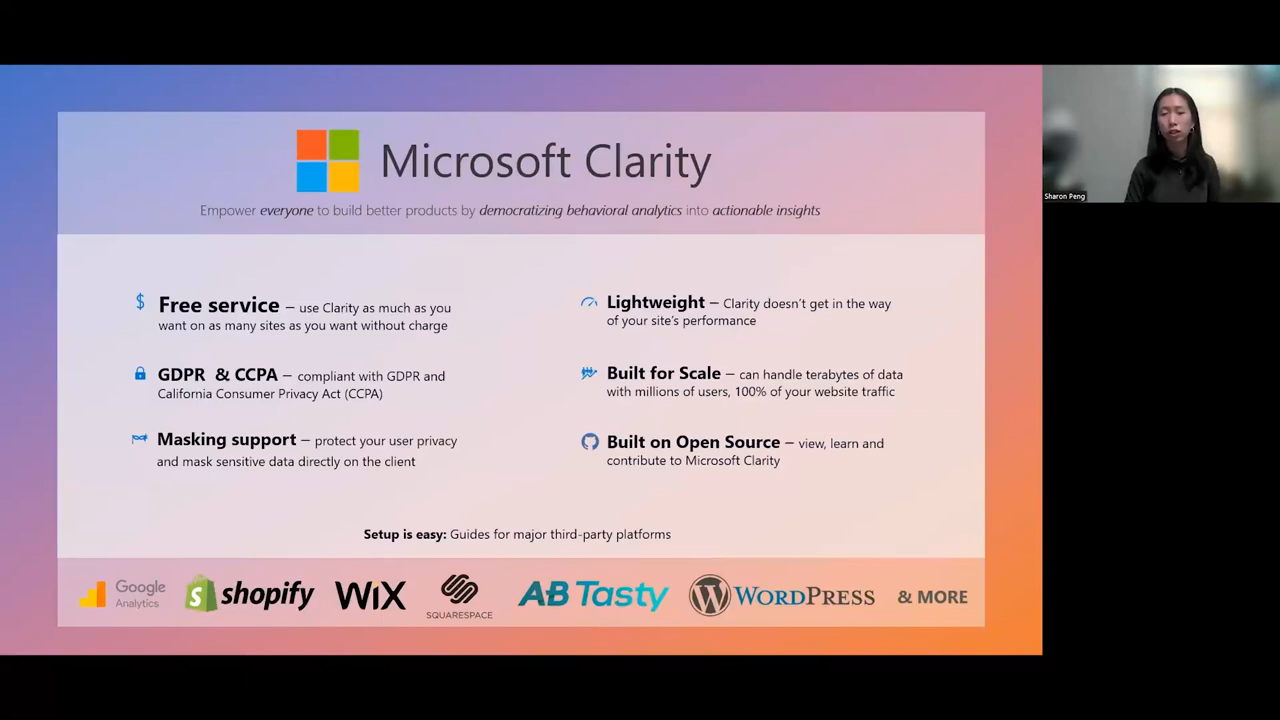 Microsoft Clarity
Empower everyone to build better products by democratizing behavioral analytics into actionable insights
Free service – use Clarity as much as you
want on as many sites as you want without charge
GDPR & CCPA – compliant with GDPR and
California Consumer Privacy Act (CCPA)
Masking support – protect your user privacy
and mask sensitive data directly on the client
Lightweight – Clarity doesn't get in the way
of your site's performance
Built for Scale – can handle terabytes of data
with millions of users, 100% of your website traffic
Built on Open Source – view, learn and
contribute to Microsoft Clarity
Setup is easy: Guides for major third-party platforms
Google
Analytics
shopify
WiX
SQUARESPACE
AB Tasty
WORDPRESS
& MORE
Sharon Peng